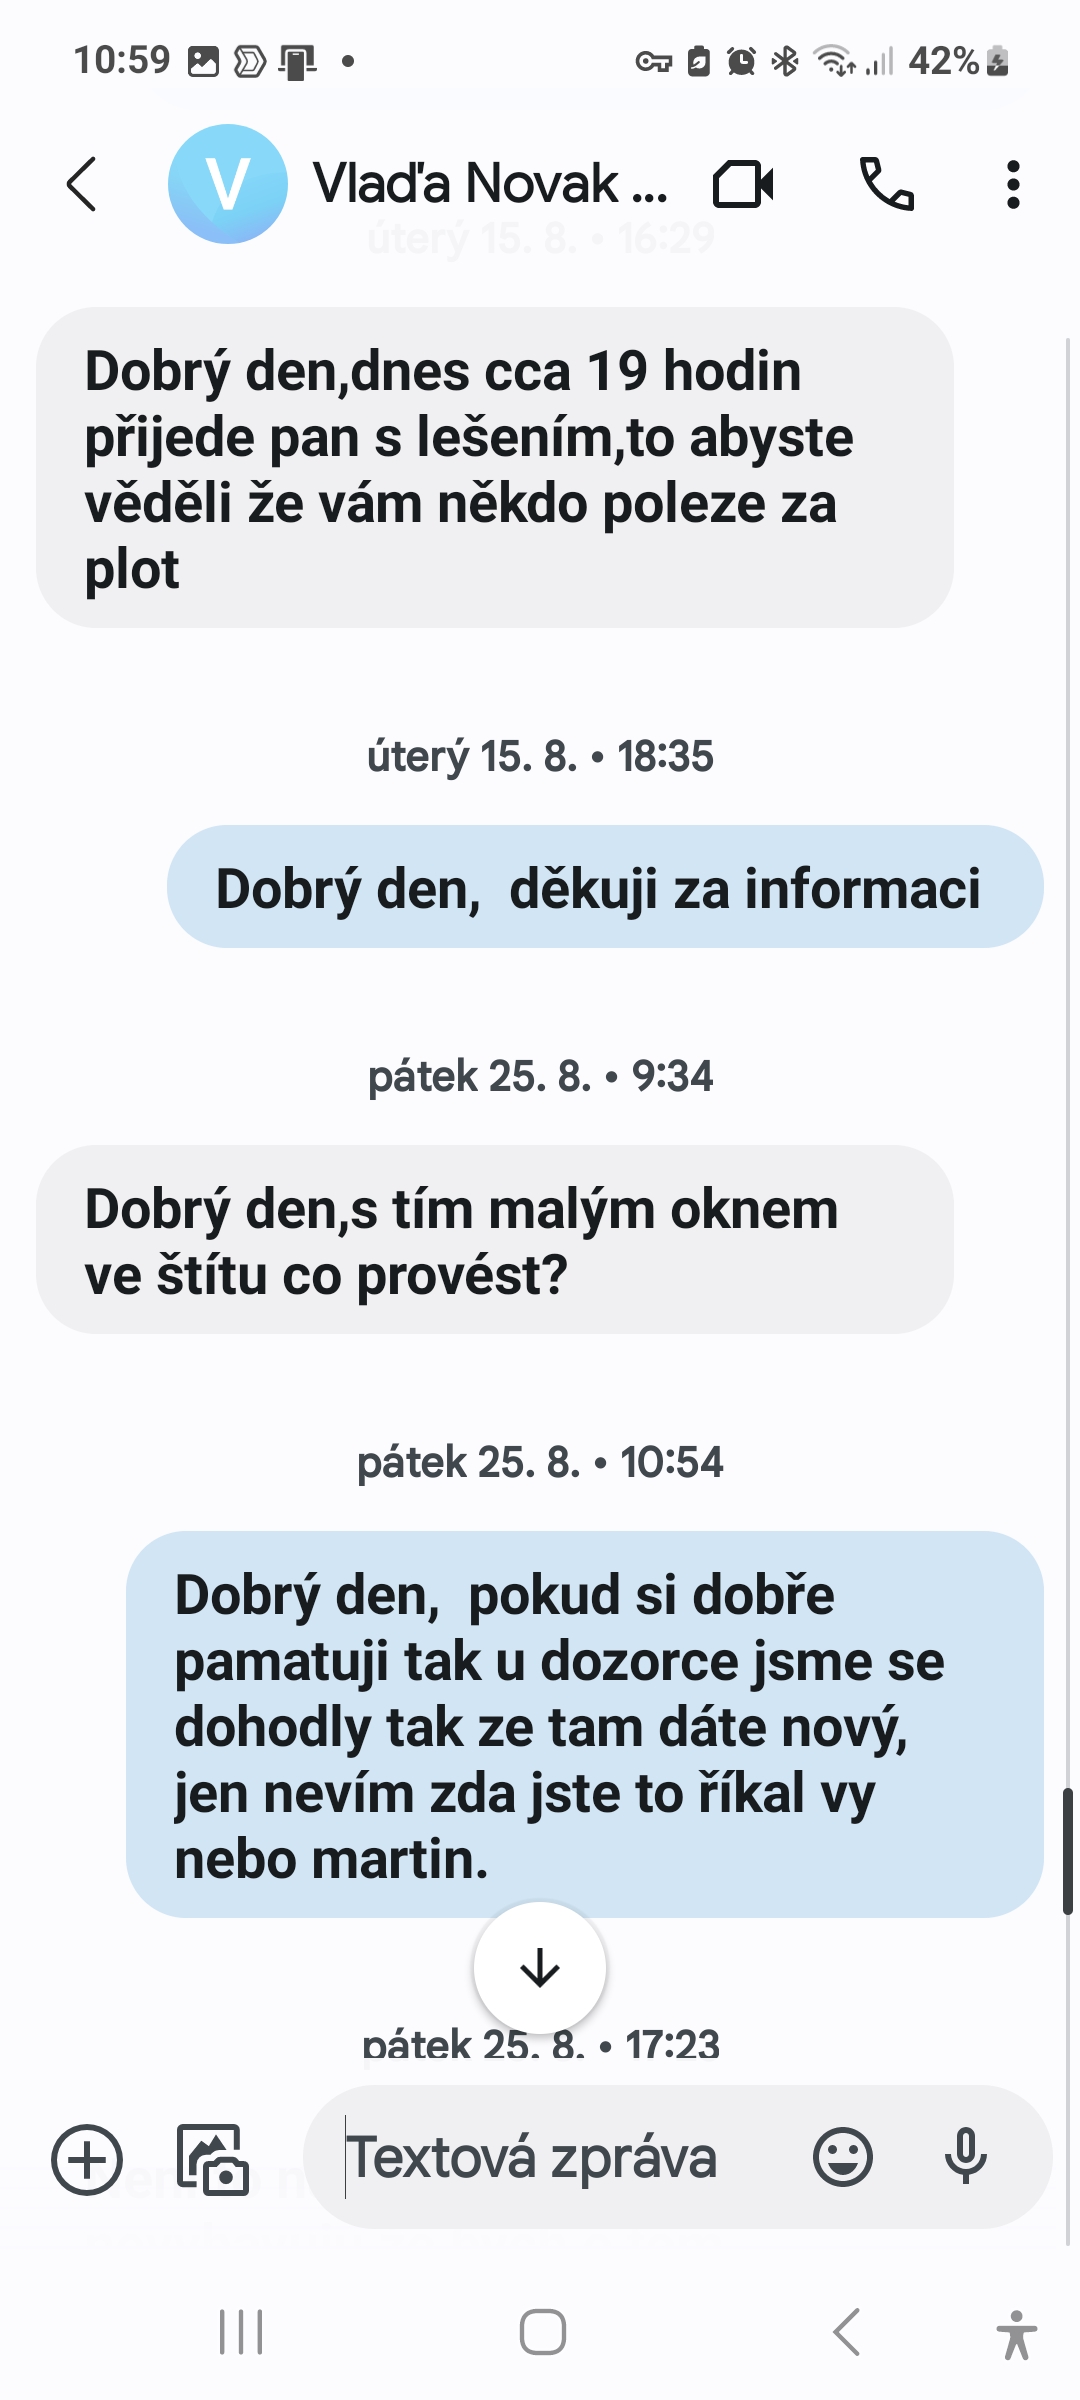 10:59
42%
V
Vlaďa Novak ...
úterý 15. 8. • 16:29
Dobrý den,dnes cca 19 hodin
přijede pan s lešením,to abyste
věděli že vám někdo poleze za
plot
úterý 15. 8. • 18:35
Dobrý den,  děkuji za informaci
pátek 25. 8. • 9:34
Dobrý den,s tím malým oknem
ve štítu co provést?
pátek 25. 8. • 10:54
Dobrý den,  pokud si dobře
pamatuji tak u dozorce jsme se
dohodly tak ze tam dáte nový,
jen nevím zda jste to říkal vy
nebo martin.
pátek 25. 8. • 17:23
Textová zpráva